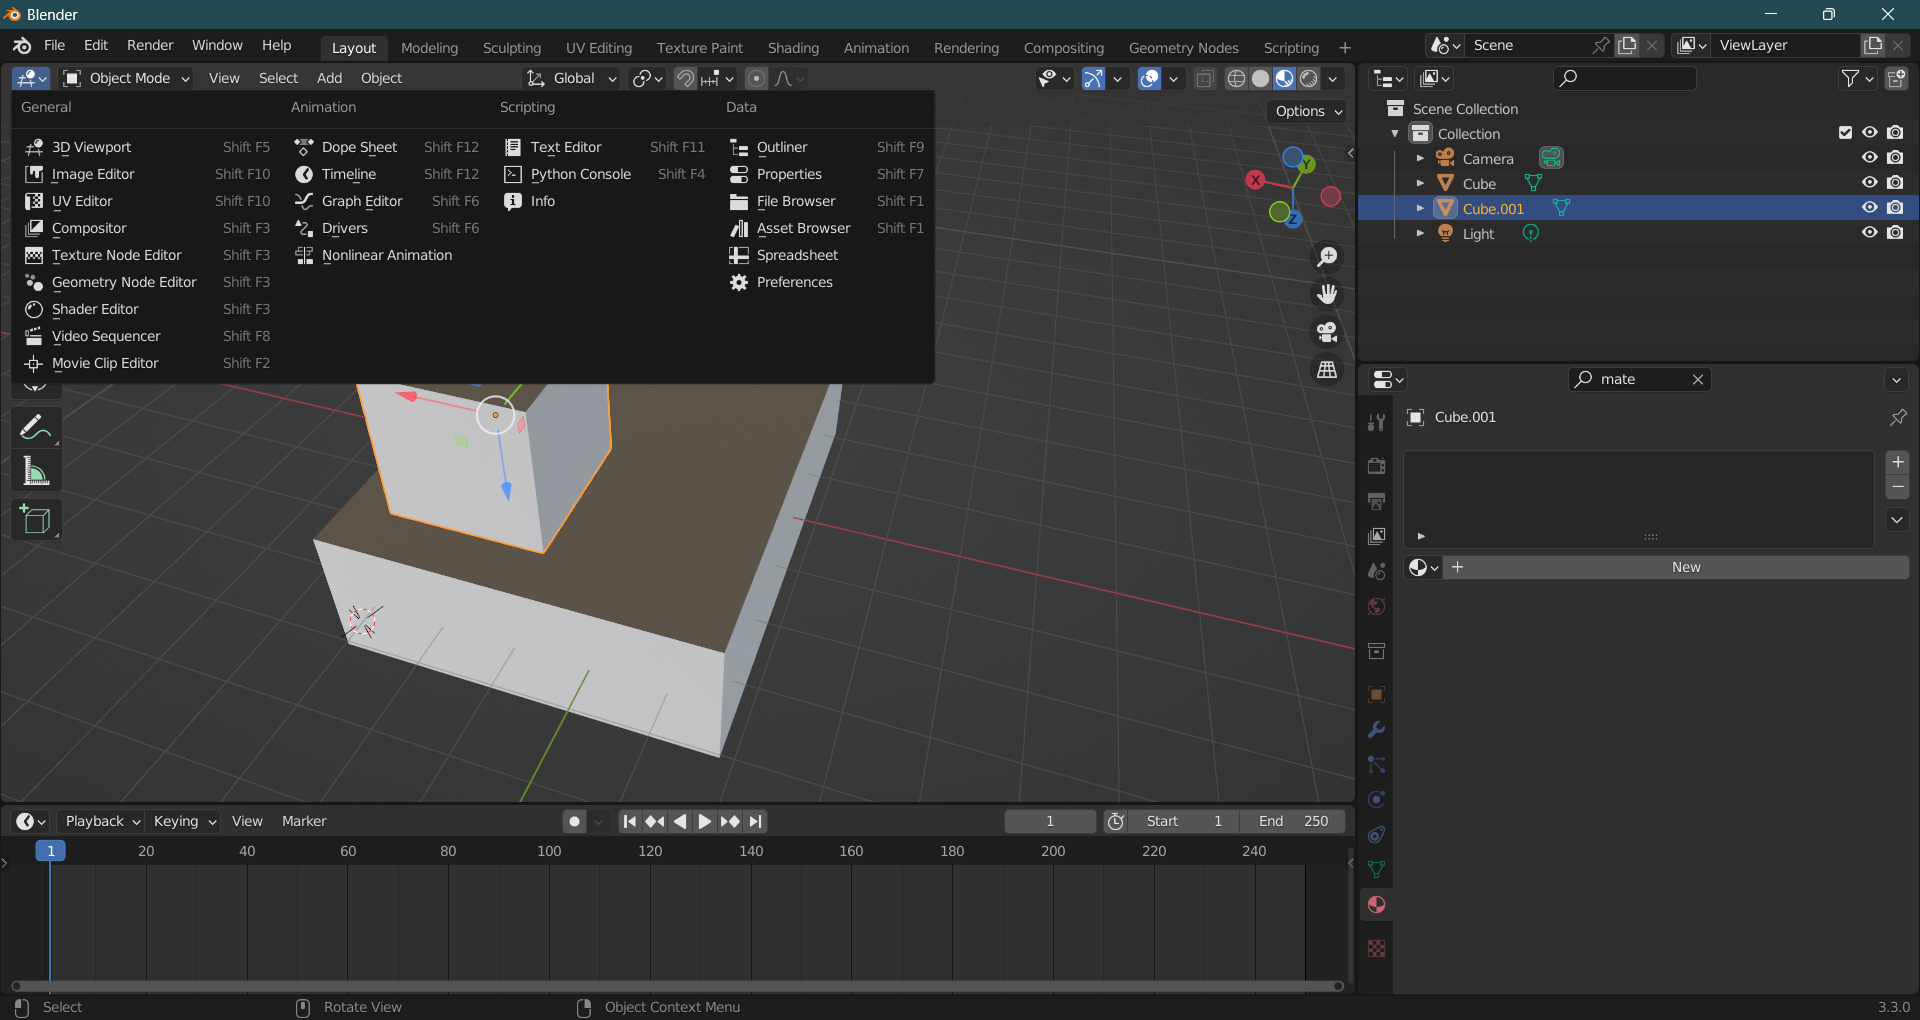 Blender
File Edit Render Window Help Layout Modeling Sculpting UV Editing Texture Paint Shading Animation Rendering Compositing Geometry Nodes Scripting + Scene ViewLayer
Object Mode View Select Add Object Global
Options
General Animation Scripting Data
3D Viewport Shift F5 Dope Sheet Shift F12 Text Editor Shift F11 Outliner Shift F9
Image Editor Shift F10 Timeline Shift F12 Python Console Shift F4 Properties Shift F7
UV Editor Shift F10 Graph Editor Shift F6 Info File Browser Shift F1
Compositor Shift F3 Drivers Shift F6 Asset Browser Shift F1
Texture Node Editor Shift F3 Nonlinear Animation Spreadsheet
Geometry Node Editor Shift F3 Preferences
Shader Editor Shift F3
Video Sequencer Shift F8
Movie Clip Editor Shift F2
X Y Z
Scene Collection
Collection
Camera
Cube
Cube.001
Light
mate
Cube.001
+ New
Playback Keying View Marker 1 Start 1 End 250
1 20 40 60 80 100 120 140 160 180 200 220 240
Select Rotate View Object Context Menu 3.3.0